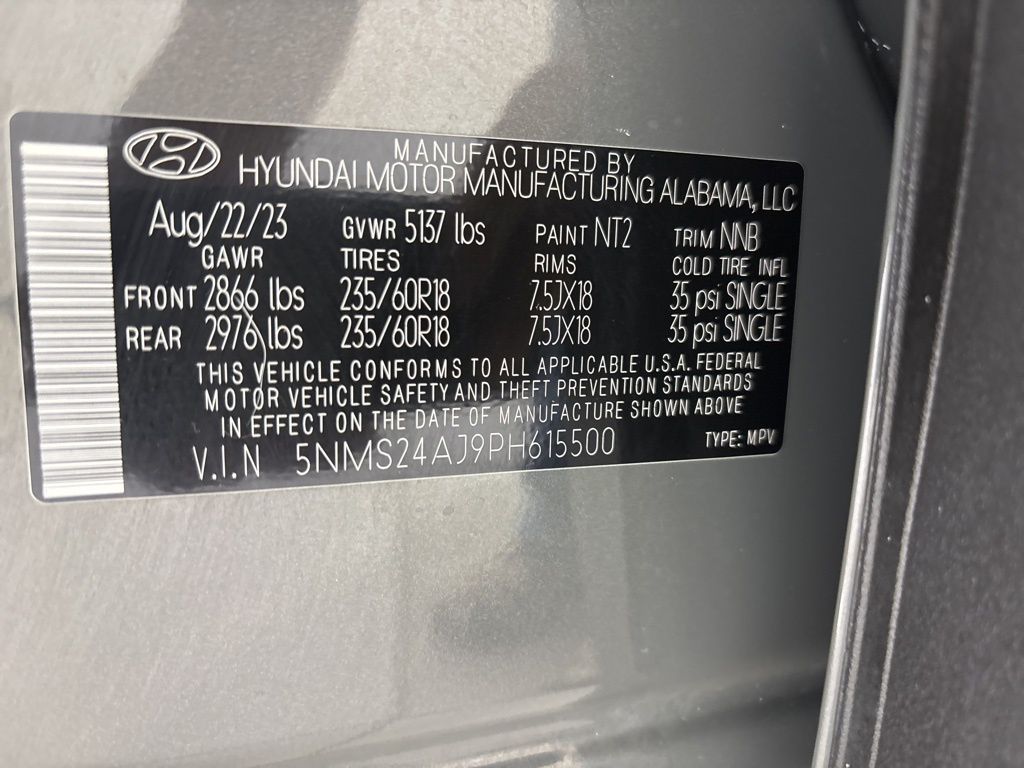 MANUFACTURED BY
HYUNDAI MOTOR MANUFACTURING ALABAMA, LLC
Aug/22/23 GVWR 5137 lbs PAINT NT2 TRIM NNB
GAWR TIRES RIMS COLD TIRE INFL
FRONT 2866 lbs 235/60R18 7.5JX18 35 psi SINGLE
REAR 2976 lbs 235/60R18 7.5JX18 35 psi SINGLE
THIS VEHICLE CONFORMS TO ALL APPLICABLE U.S.A. FEDERAL
MOTOR VEHICLE SAFETY AND THEFT PREVENTION STANDARDS
IN EFFECT ON THE DATE OF MANUFACTURE SHOWN ABOVE
V.I.N 5NMS24AJ9PH615500 TYPE: MPV